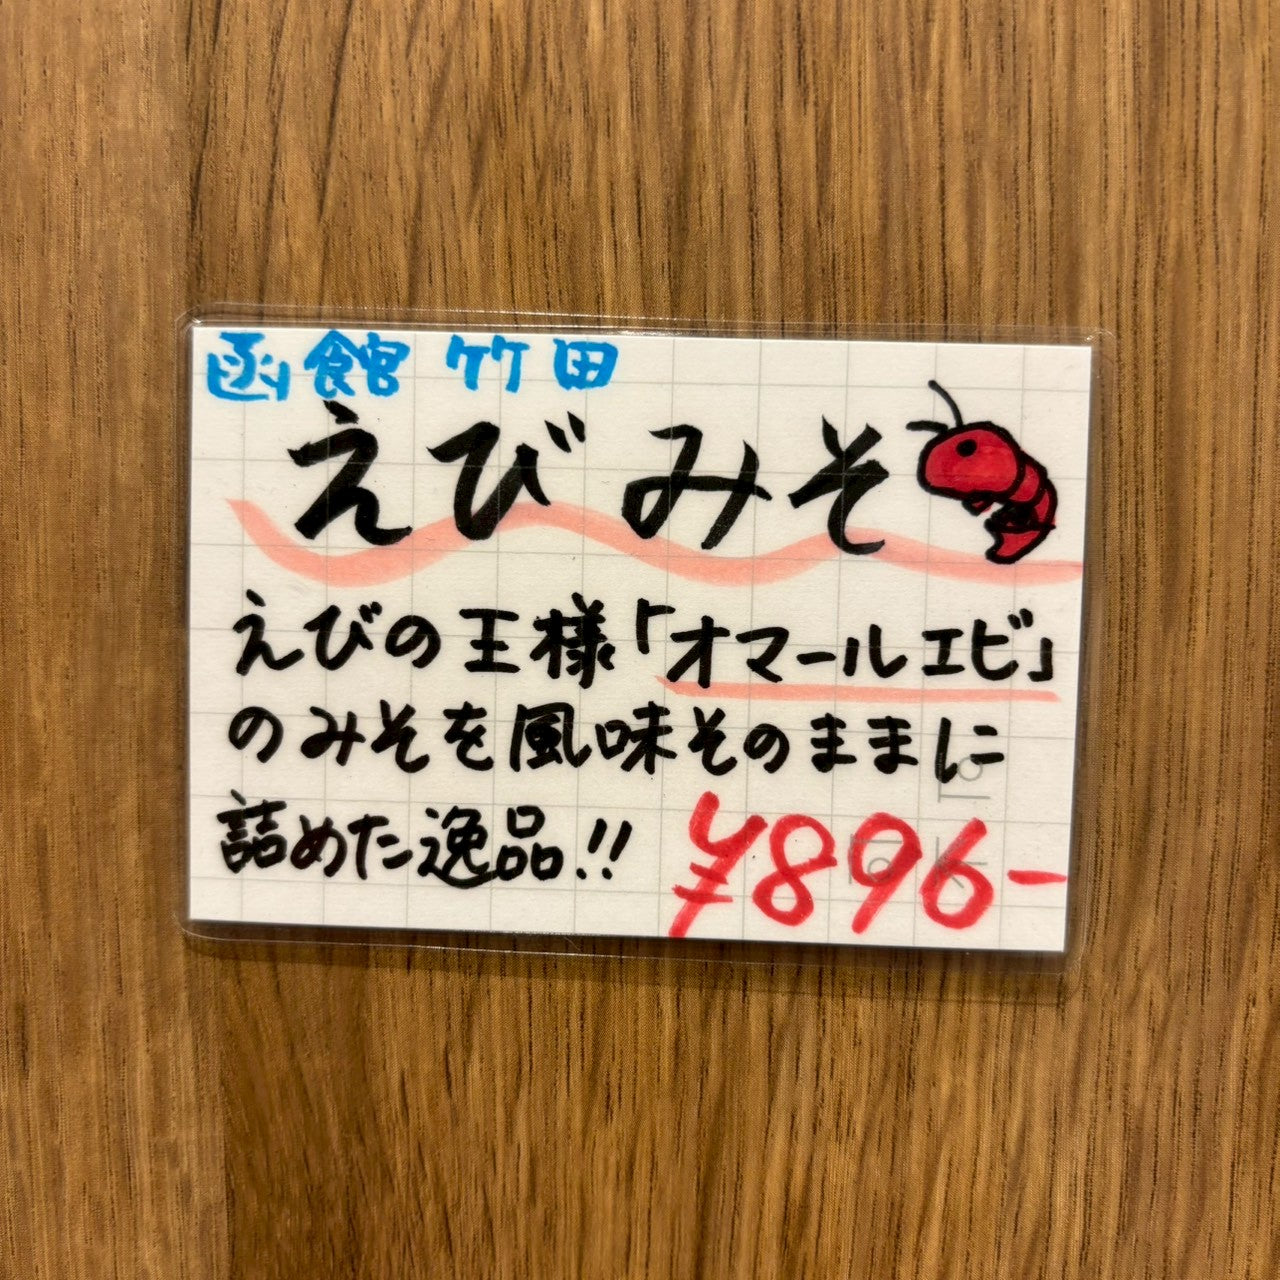 函館 竹田
えびみそ
えびの王様「オマールエビ」
のみそを風味そのままに
詰めた逸品!!
¥896-